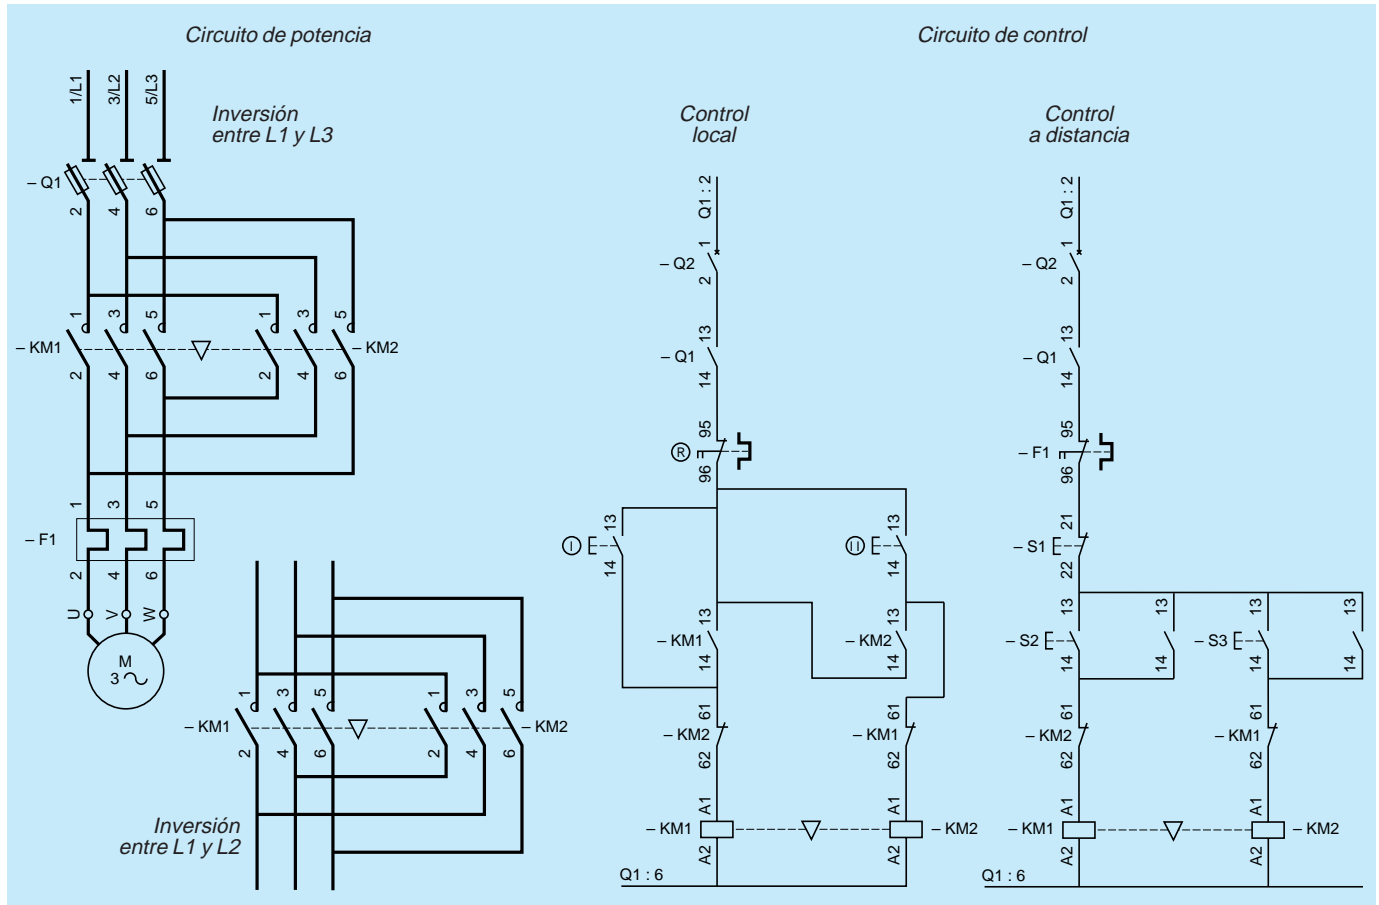 Circuito de potencia
Circuito de control
1/L1
3/L2
5/L3
Inversión
entre L1 y L3
– Q1
2
4
6
1
3
5
1
3
5
– KM1
– KM2
2
4
6
2
4
6
1
3
5
– F1
2
4
6
U
V
W
M
3
1
3
5
1
3
5
– KM1
– KM2
2
4
6
2
4
6
Inversión
entre L1 y L2
Control
local
Q1 : 2
1
– Q2
2
13
– Q1
14
95
R
96
13
I
14
13
II
14
13
– KM1
14
13
– KM2
14
61
– KM2
62
61
– KM1
62
A1
– KM1
A2
A1
– KM2
A2
Q1 : 6
Control
a distancia
Q1 : 2
1
– Q2
2
13
– Q1
14
95
– F1
96
21
– S1
22
13
– S2
14
13
14
13
– S3
14
13
14
61
– KM2
62
61
– KM1
62
A1
– KM1
A2
A1
– KM2
A2
Q1 : 6